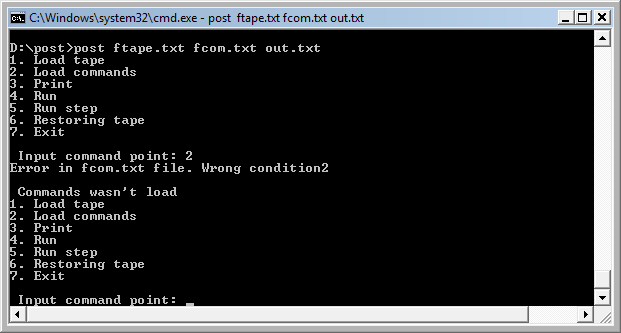 C:\Windows\system32\cmd.exe - post  ftape.txt fcom.txt out.txt
D:\post>post ftape.txt fcom.txt out.txt
1. Load tape
2. Load commands
3. Print
4. Run
5. Run step
6. Restoring tape
7. Exit
Input command point: 2
Error in fcom.txt file. Wrong condition2
Commands wasn't load
1. Load tape
2. Load commands
3. Print
4. Run
5. Run step
6. Restoring tape
7. Exit
Input command point: _